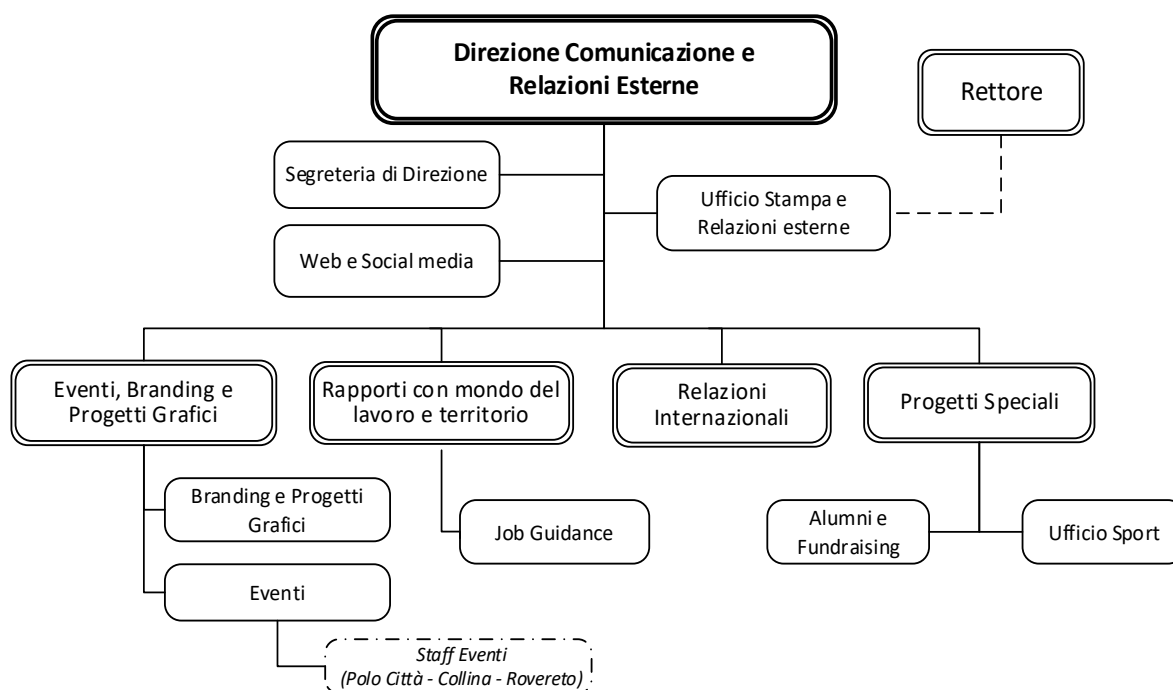 Direzione Comunicazione e
Relazioni Esterne
Rettore
Segreteria di Direzione
Ufficio Stampa e
Relazioni esterne
Web e Social media
Eventi, Branding e
Progetti Grafici
Rapporti con mondo del
lavoro e territorio
Relazioni
Internazionali
Progetti Speciali
Branding e Progetti
Grafici
Job Guidance
Alumni e
Fundraising
Ufficio Sport
Eventi
Staff Eventi
(Polo Città - Collina - Rovereto)